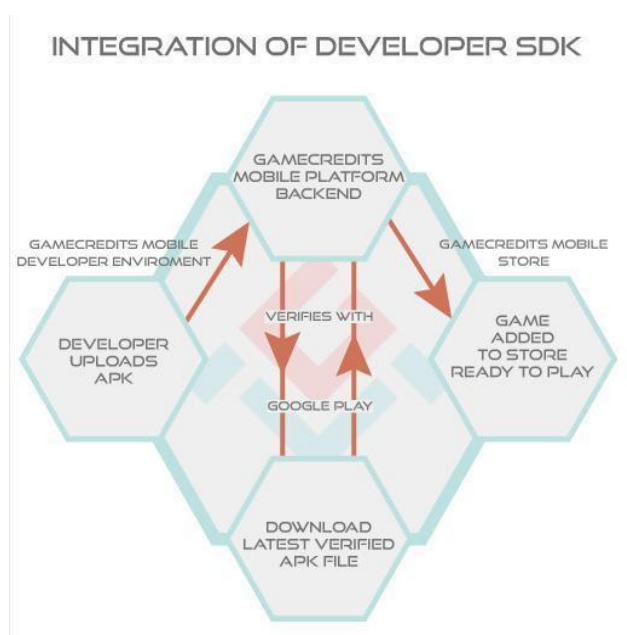 INTEGRATION OF DEVELOPER SDK
GAMECREDITS
MOBILE PLATFORM
BACKEND
GAMECREDITS MOBILE
DEVELOPER ENVIROMENT
GAMECREDITS MOBILE
STORE
VERIFIES WITH
DEVELOPER
UPLOADS
APK
GAME
ADDED
TO STORE
READY TO PLAY
GOOGLE PLAY
DOWNLOAD
LATEST VERIFIED
APK FILE